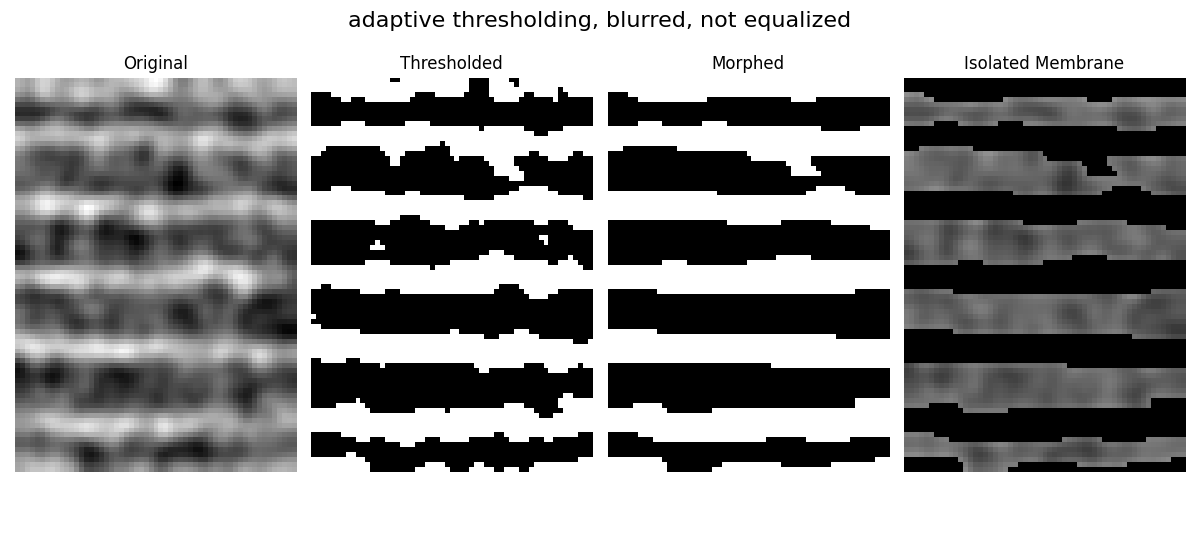 adaptive thresholding, blurred, not equalized
Original
Thresholded
Morphed
Isolated Membrane